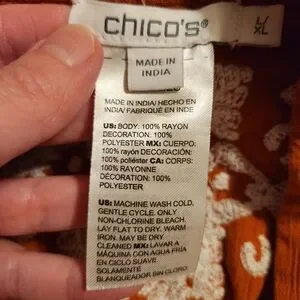 chico's®
L/XL
MADE IN
INDIA
MADE IN INDIA/ HECHO EN
INDIA/ FABRIQUÉ EN INDE
US: BODY: 100% RAYON
DECORATION: 100%
POLYESTER MX: CUERPO:
100% rayón DECORACIÓN:
100% poliéster CA: CORPS:
100% RAYONNE
DÉCORATION: 100%
POLYESTER
US: MACHINE WASH COLD.
GENTLE CYCLE. ONLY
NON-CHLORINE BLEACH.
LAY FLAT TO DRY. WARM
IRON. MAY BE DRY
CLEANED MX: LAVAR A
MÁQUINA CON AGUA FRÍA
EN CICLO SUAVE.
SOLAMENTE
BLANQUEADOR SIN CLORO